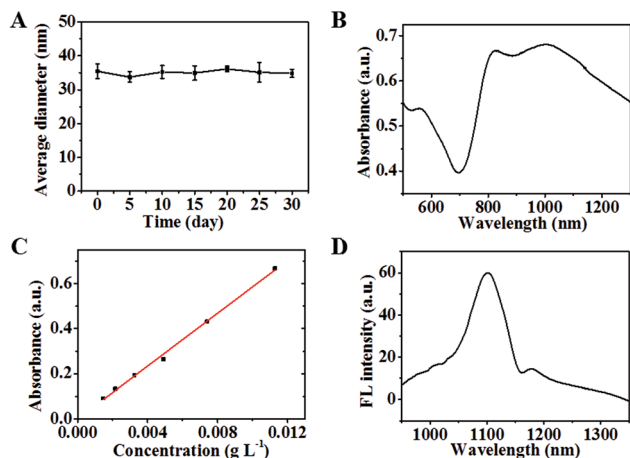 A
Average diameter (nm)
50
40
30
20
10
0
0 5 10 15 20 25 30
Time (day)
B
Absorbance (a.u.)
0.7
0.6
0.5
0.4
600 800 1000 1200
Wavelength (nm)
C
Absorbance (a.u.)
0.6
0.4
0.2
0.0
0.000 0.004 0.008 0.012
Concentration (g L⁻¹)
D
FL intensity (a.u.)
60
40
20
0
1000 1100 1200 1300
Wavelength (nm)